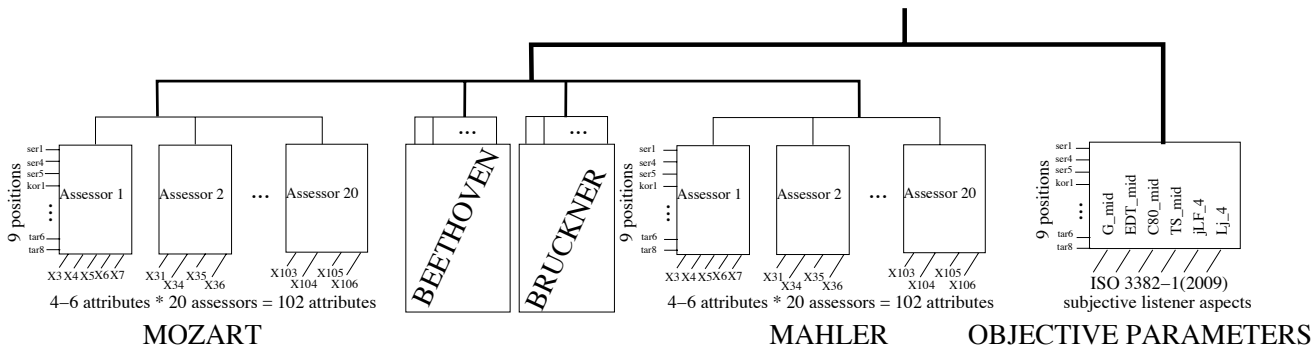 9 positions
ser1
ser4
ser5
kor1
...
tar6
tar8
Assessor 1
Assessor 2
...
Assessor 20
X3 X4 X5 X6 X7
X31 X34 X35 X36
X103 X104 X105 X106
4–6 attributes * 20 assessors = 102 attributes
MOZART
...
BEETHOVEN
...
BRUCKNER
9 positions
ser1
ser4
ser5
kor1
...
tar6
tar8
Assessor 1
Assessor 2
...
Assessor 20
X3 X4 X5 X6 X7
X31 X34 X35 X36
X103 X104 X105 X106
4–6 attributes * 20 assessors = 102 attributes
MAHLER
9 positions
ser1
ser4
ser5
kor1
...
tar6
tar8
G_mid
EDT_mid
C80_mid
TS_mid
jLF_4
Lj_4
ISO 3382–1(2009)
subjective listener aspects
OBJECTIVE PARAMETERS